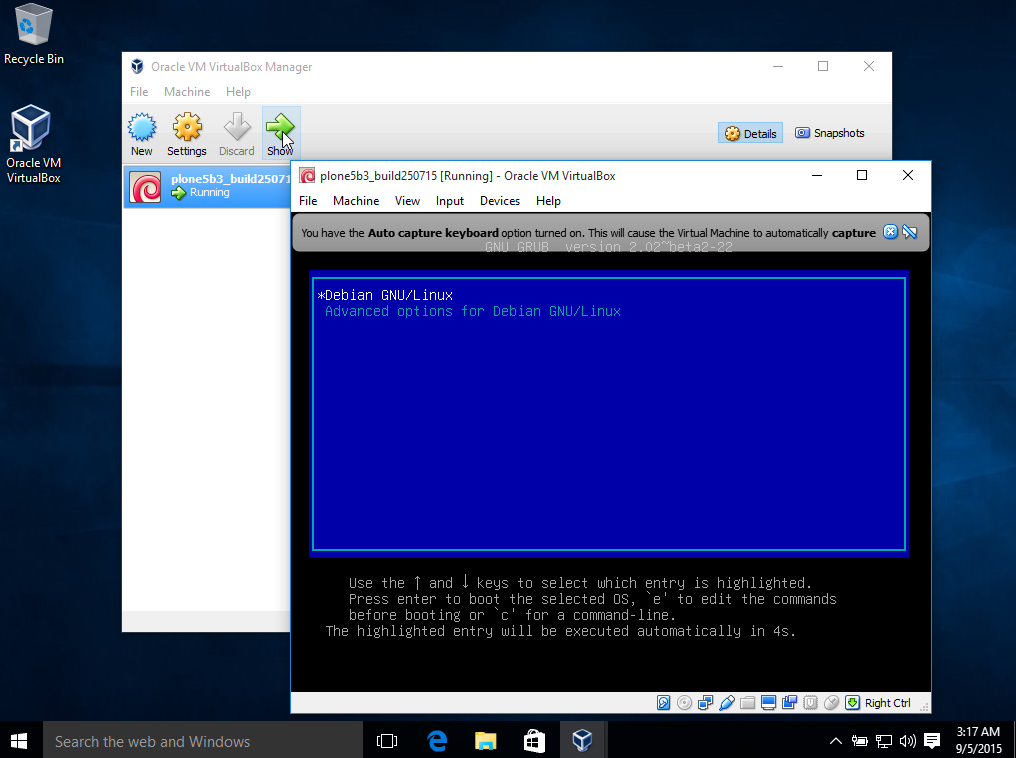 Recycle Bin
Oracle VM
VirtualBox
Oracle VM VirtualBox Manager
File Machine Help
New Settings Discard Show
Details Snapshots
plone5b3_build25071
Running
plone5b3_build250715 [Running] - Oracle VM VirtualBox
File Machine View Input Devices Help
You have the Auto capture keyboard option turned on. This will cause the Virtual Machine to automatically capture
GNU GRUB version 2.02~beta2-22
*Debian GNU/Linux
Advanced options for Debian GNU/Linux
Use the ↑ and ↓ keys to select which entry is highlighted.
Press enter to boot the selected OS, `e' to edit the commands
before booting or `c' for a command-line.
The highlighted entry will be executed automatically in 4s.
Right Ctrl
Search the web and Windows
3:17 AM
9/5/2015